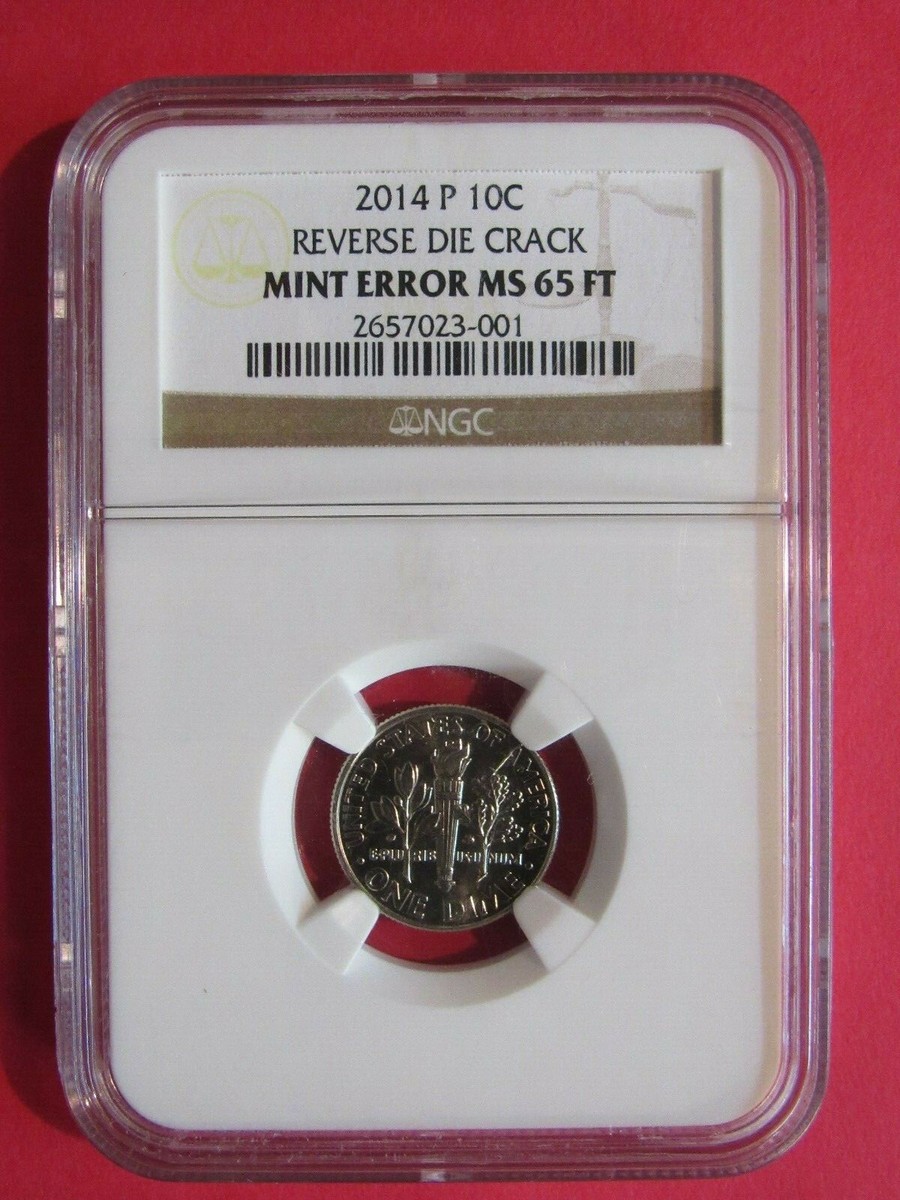 2014 P 10C
REVERSE DIE CRACK
MINT ERROR MS 65 FT
2657023-001
NGC
UNITED STATES OF AMERICA
E PLURIBUS UNUM
ONE DIME